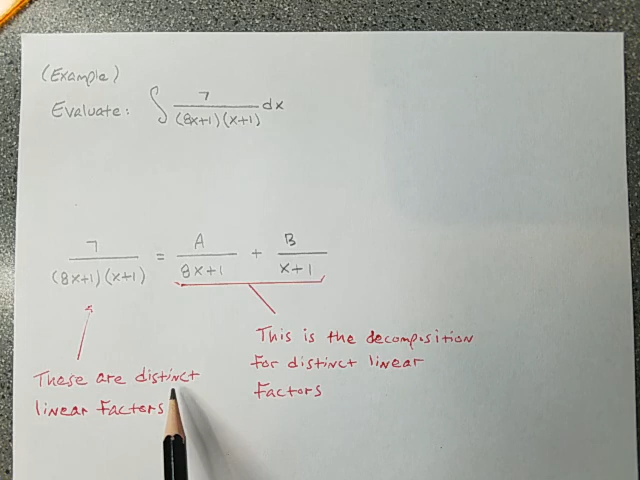 (Example)
Evaluate: ∫ 7/((8x+1)(x+1)) dx
7/((8x+1)(x+1)) = A/(8x+1) + B/(x+1)
These are distinct
linear Factors
This is the decomposition
for distinct linear
Factors